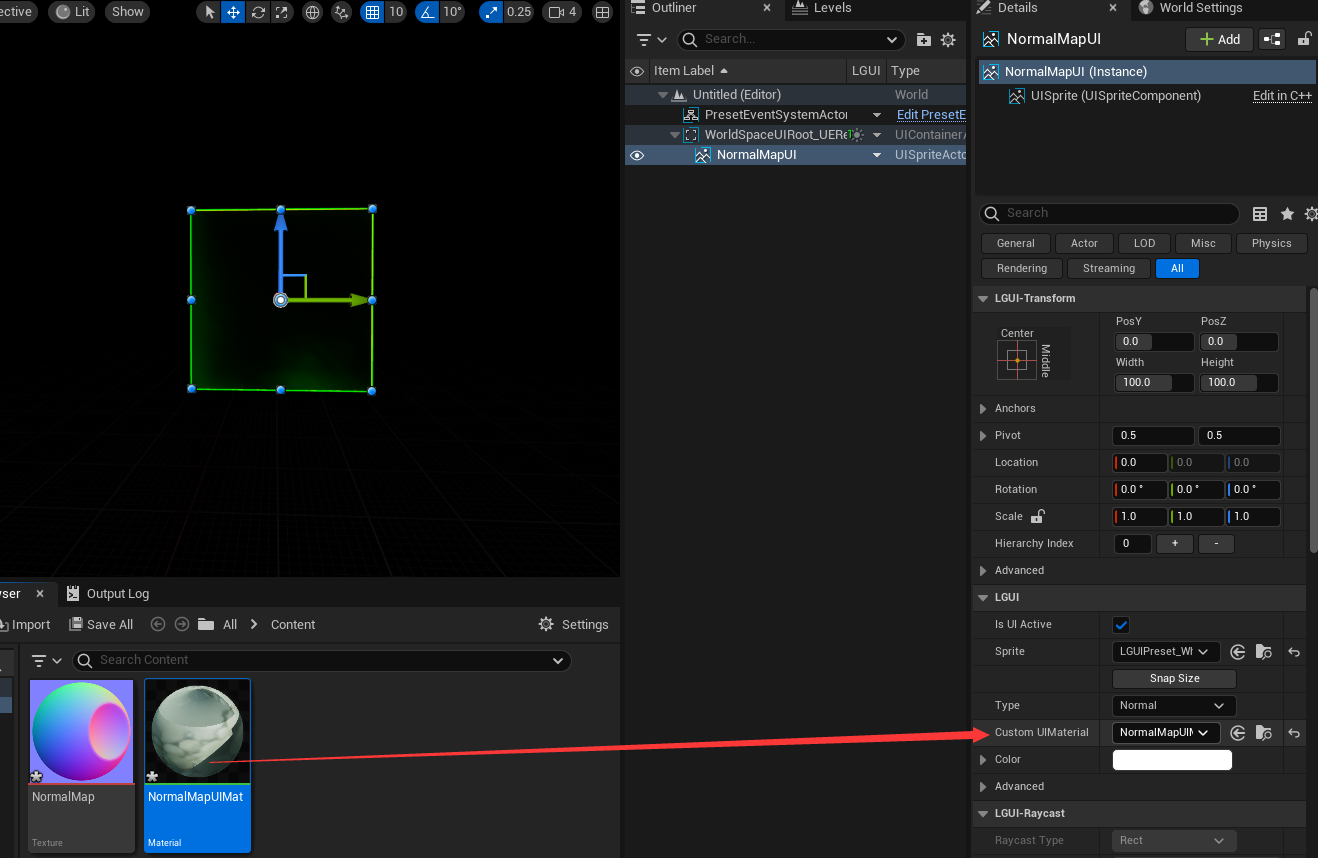 ective Lit Show 10 10° 0.25 4
Outliner × Levels
Search...
Item Label LGUI Type
Untitled (Editor) World
PresetEventSystemActor Edit PresetE
WorldSpaceUIRoot_UERe UIContainerA
NormalMapUI UISpriteActo
Details × World Settings
NormalMapUI + Add
NormalMapUI (Instance)
UISprite (UISpriteComponent) Edit in C++
Search
General Actor LOD Misc Physics
Rendering Streaming All
LGUI-Transform
Center PosY PosZ
Middle 0.0 0.0
Width Height
100.0 100.0
Anchors
Pivot 0.5 0.5
Location 0.0 0.0 0.0
Rotation 0.0 ° 0.0 ° 0.0 °
Scale 1.0 1.0 1.0
Hierarchy Index 0 + -
Advanced
LGUI
Is UI Active
Sprite LGUIPreset_Wh
Snap Size
Type Normal
Custom UIMaterial NormalMapUIM
Color
Advanced
LGUI-Raycast
Raycast Type Rect
wser × Output Log
Import Save All All > Content Settings
Search Content
NormalMap
Texture
NormalMapUIMat
Material